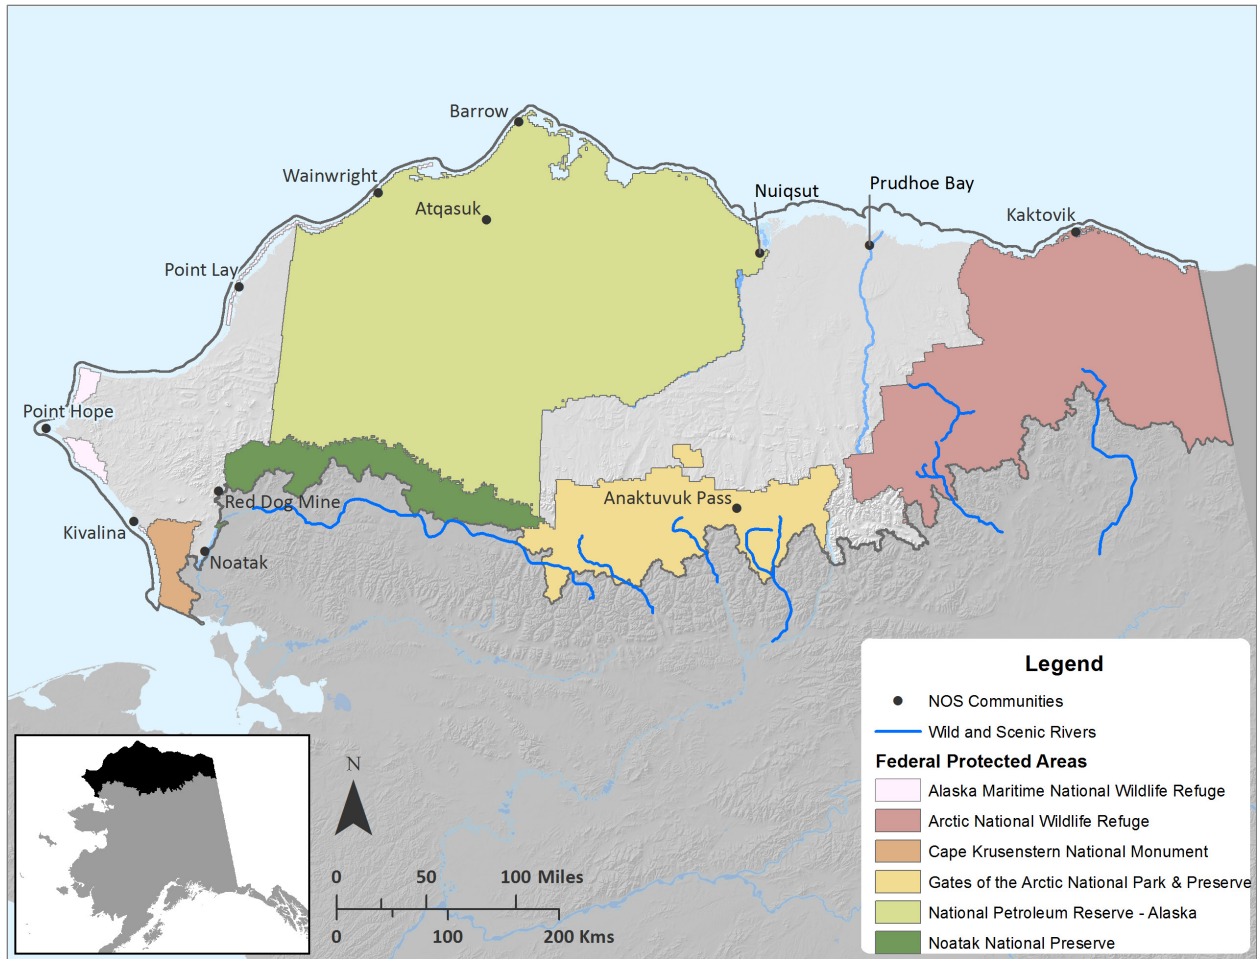 Barrow
Wainwright
Atqasuk
Nuiqsut
Prudhoe Bay
Kaktovik
Point Lay
Point Hope
Red Dog Mine
Anaktuvuk Pass
Kivalina
Noatak
N
0 50 100 Miles
0 100 200 Kms
Legend
NOS Communities
Wild and Scenic Rivers
Federal Protected Areas
Alaska Maritime National Wildlife Refuge
Arctic National Wildlife Refuge
Cape Krusenstern National Monument
Gates of the Arctic National Park & Preserve
National Petroleum Reserve - Alaska
Noatak National Preserve